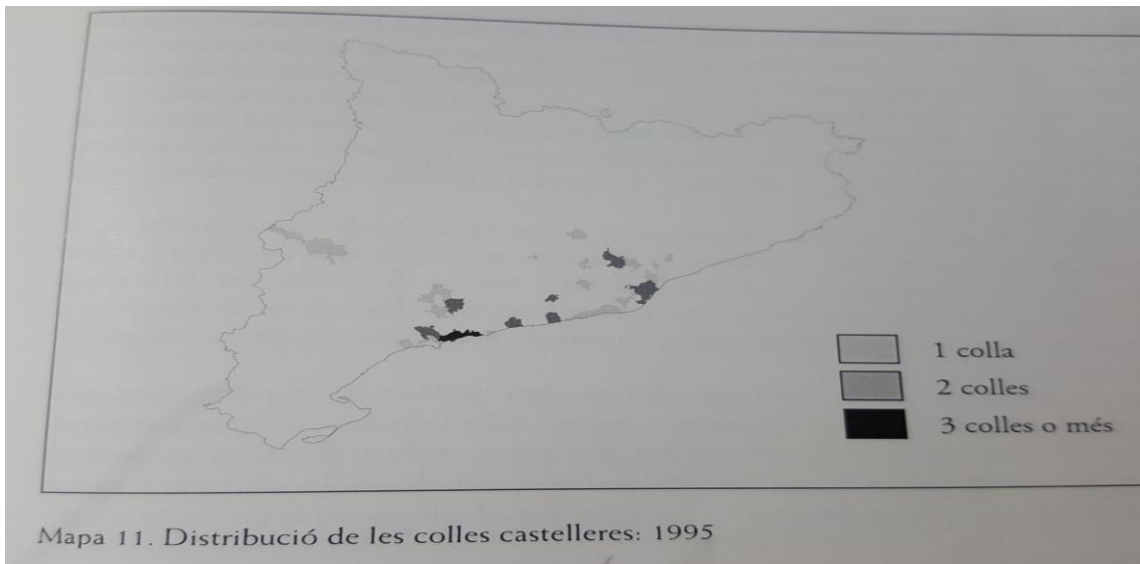 1 colla
2 colles
3 colles o més
Mapa 11. Distribució de les colles castelleres: 1995